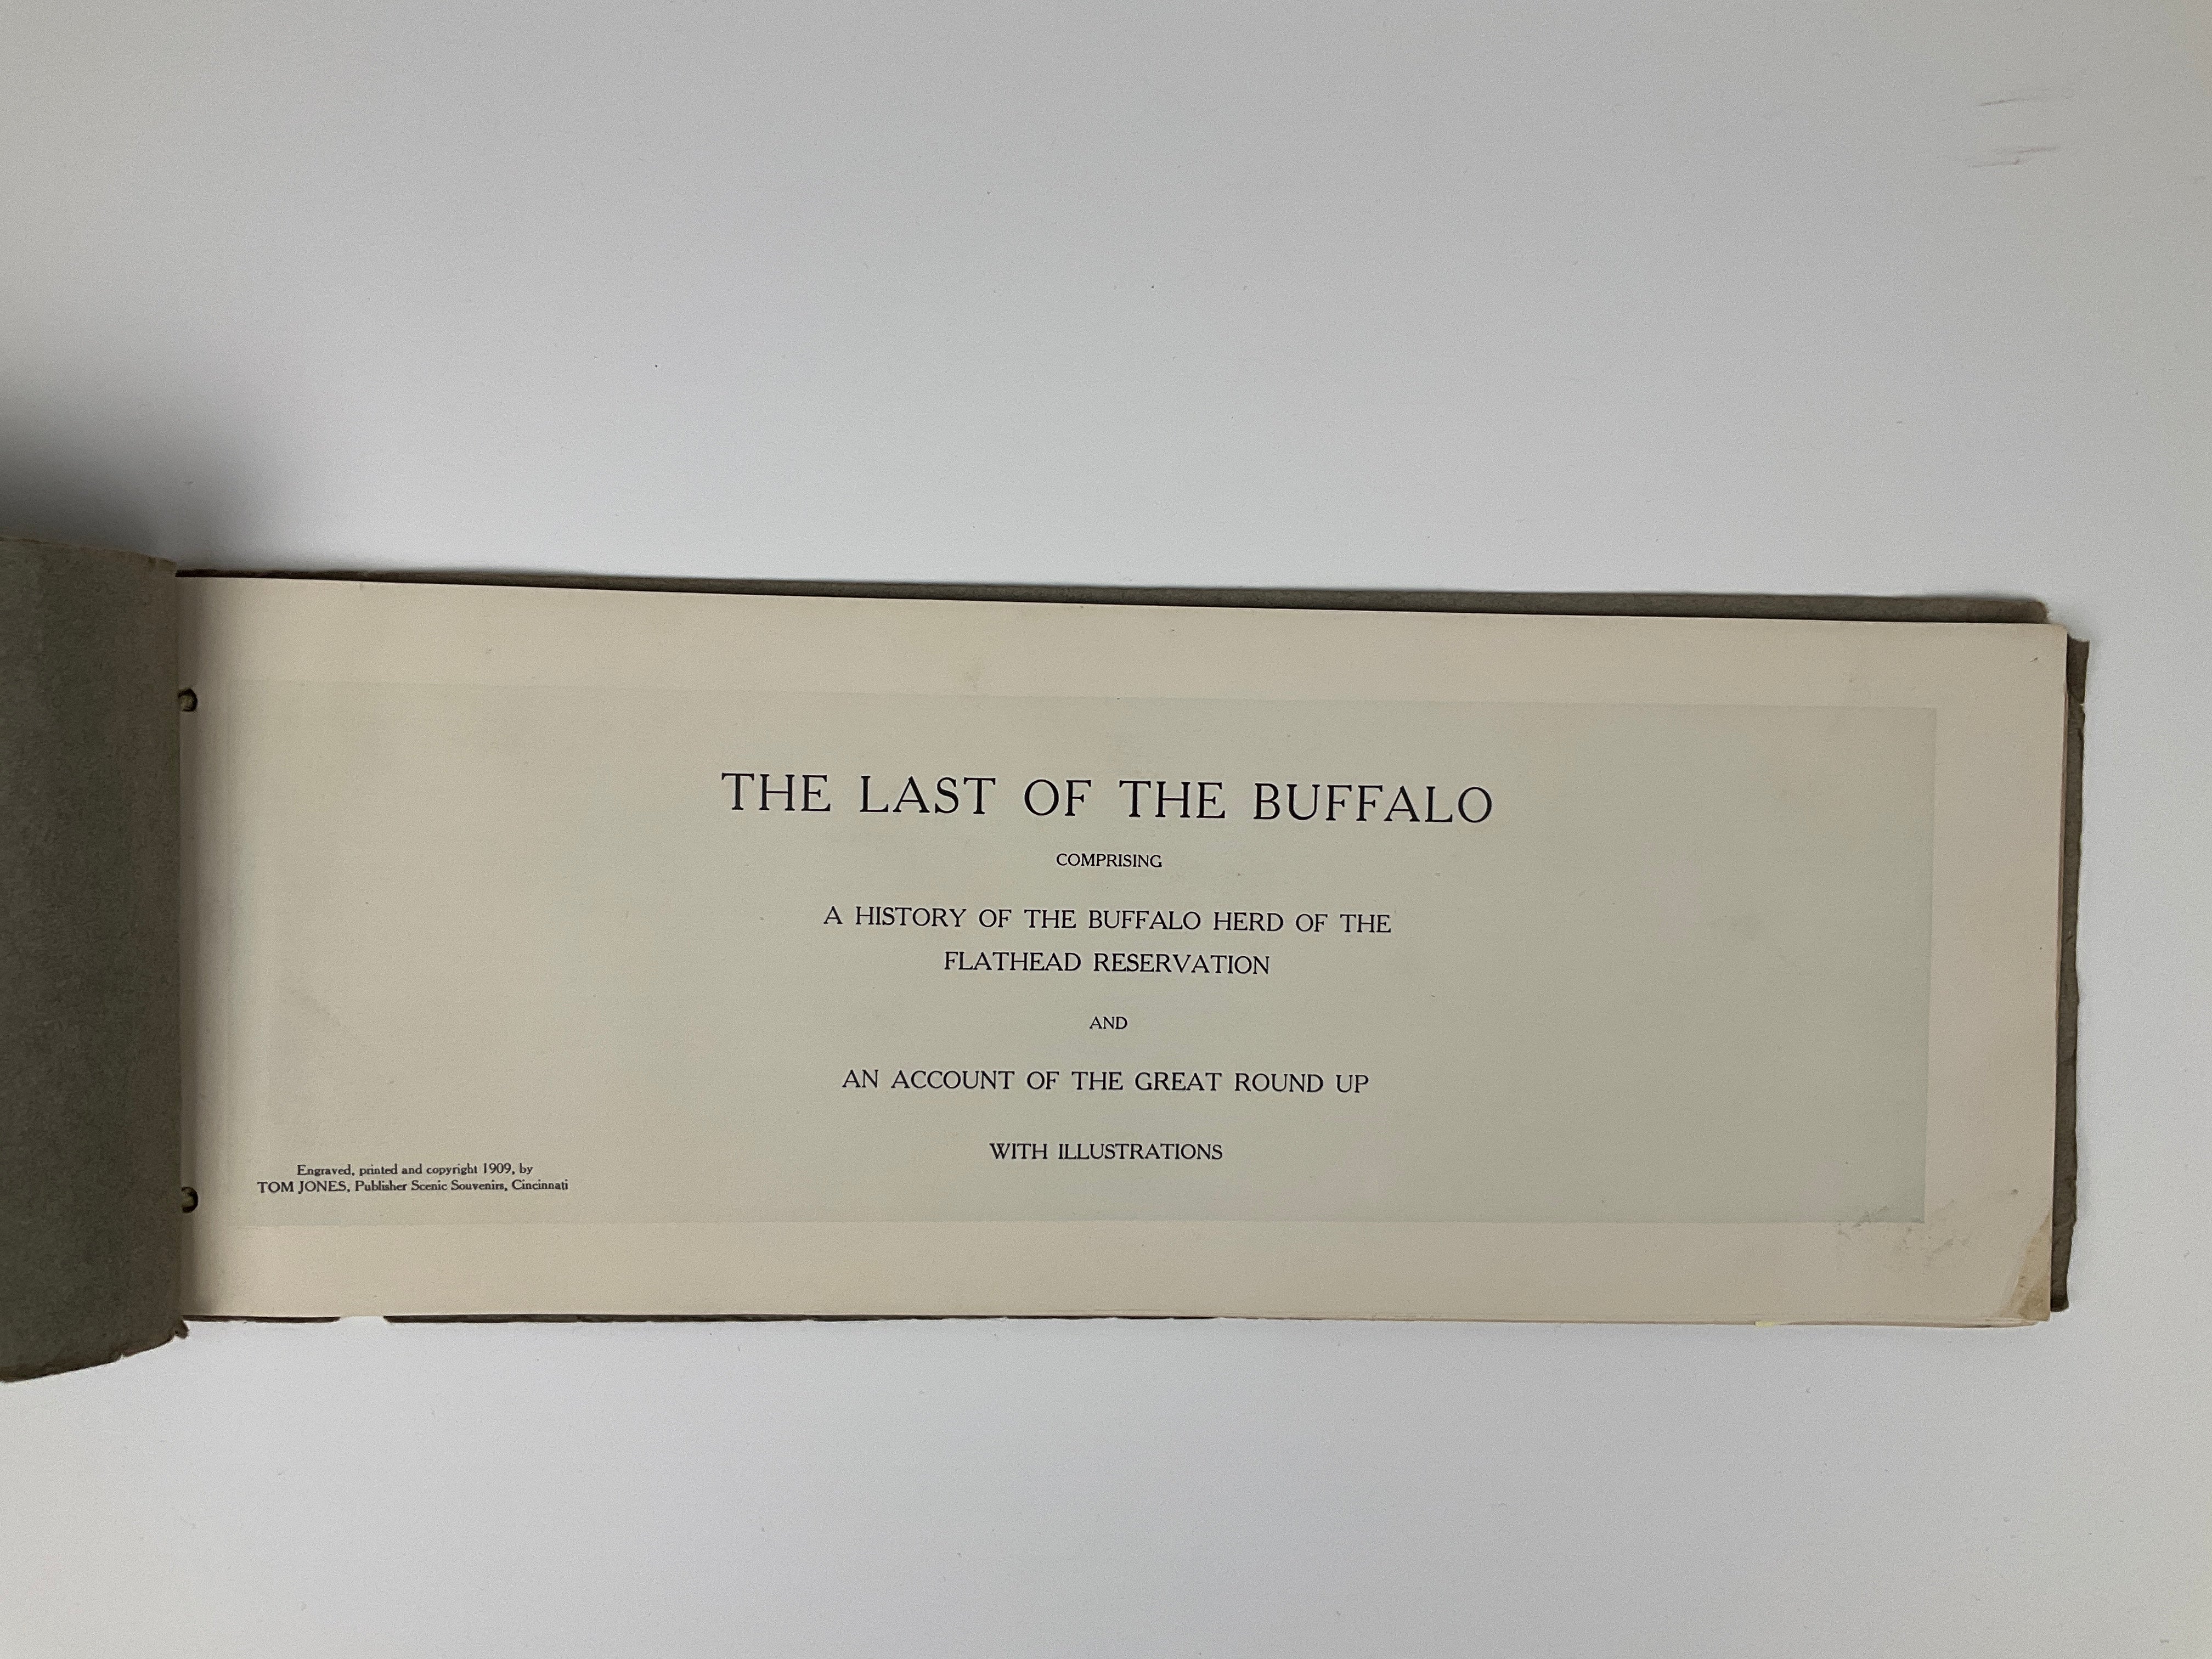 THE LAST OF THE BUFFALO
COMPRISING
A HISTORY OF THE BUFFALO HERD OF THE
FLATHEAD RESERVATION
AND
AN ACCOUNT OF THE GREAT ROUND UP
WITH ILLUSTRATIONS
Engraved, printed and copyright 1909, by
TOM JONES, Publisher Scenic Souvenirs, Cincinnati